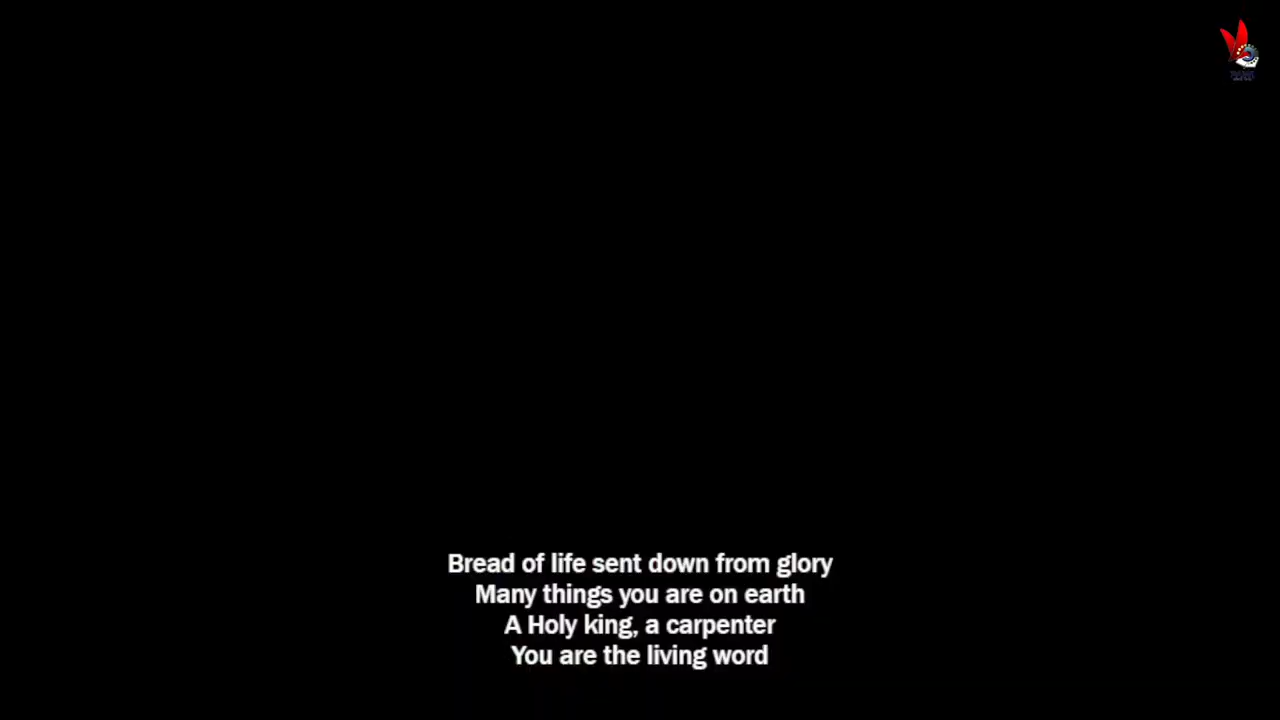 Bread of life sent down from glory
Many things you are on earth
A Holy king, a carpenter
You are the living word